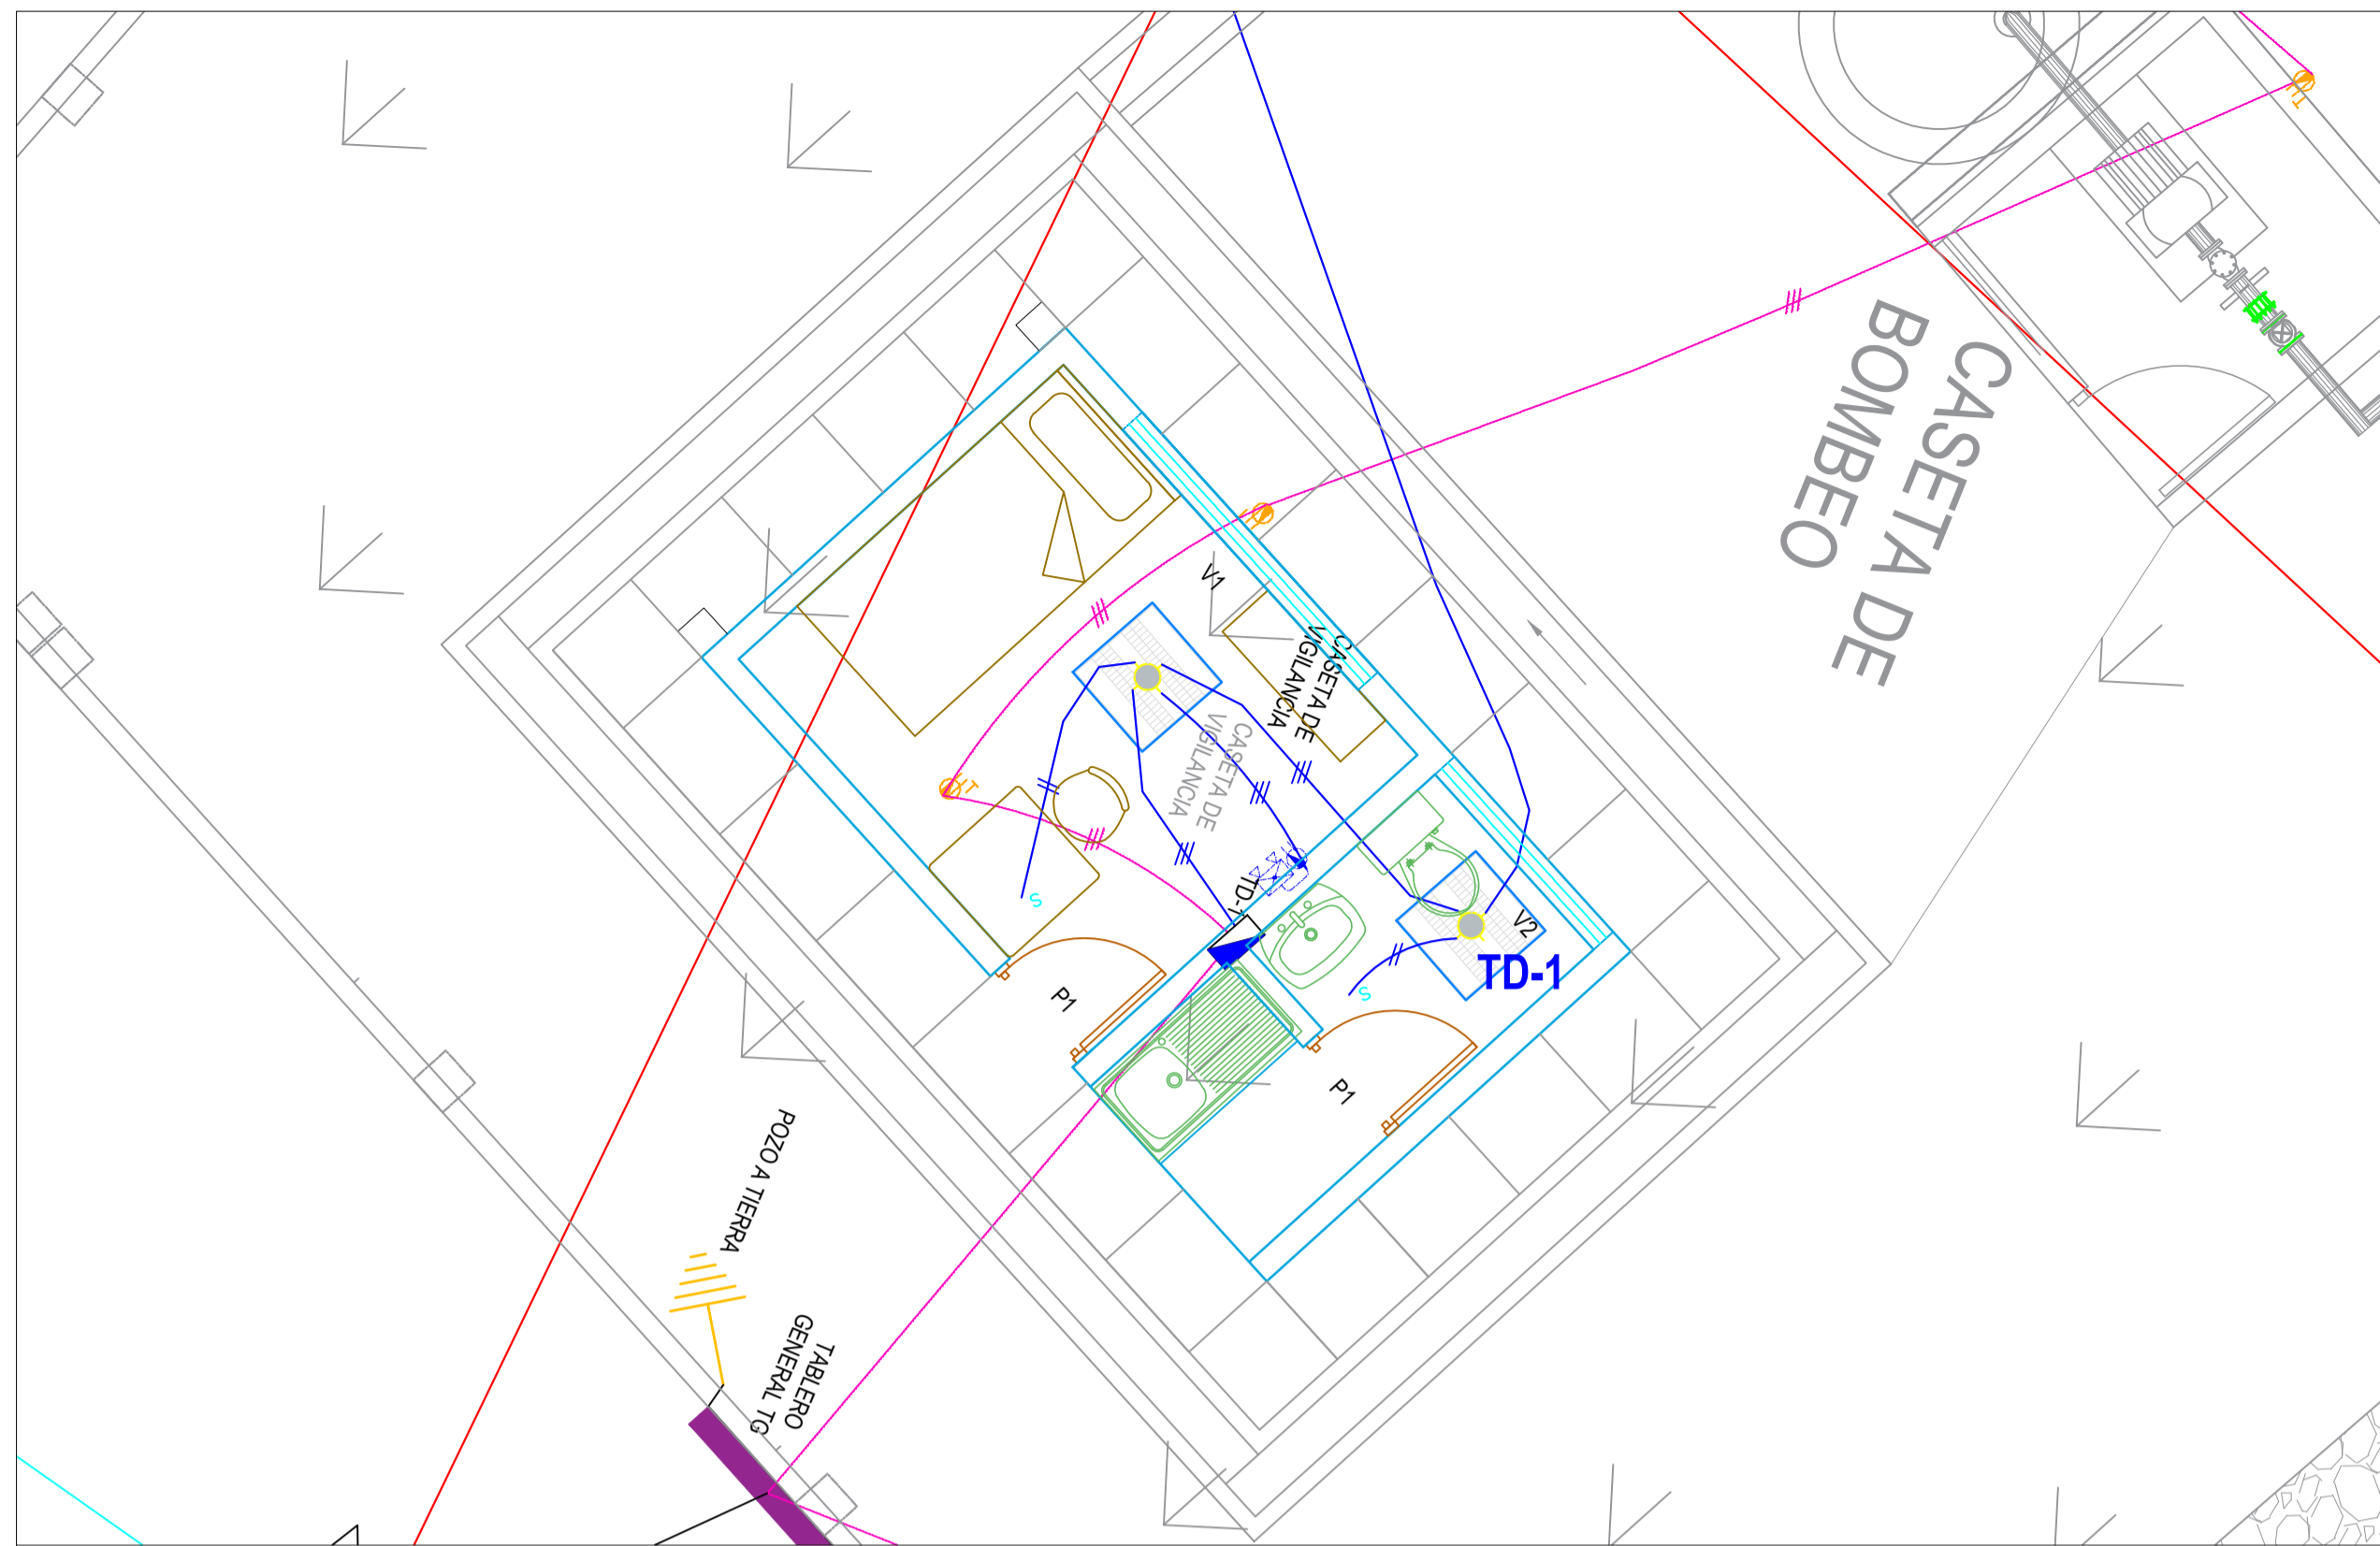 CASETA DE
BOMBEO
V1
CASETA DE
VIGILANCIA
CASETA DE
VIGILANCIA
S
TD-1
V2
TD-1
S
P1
P1
POZO A TIERRA
TABLERO
GENERAL TG